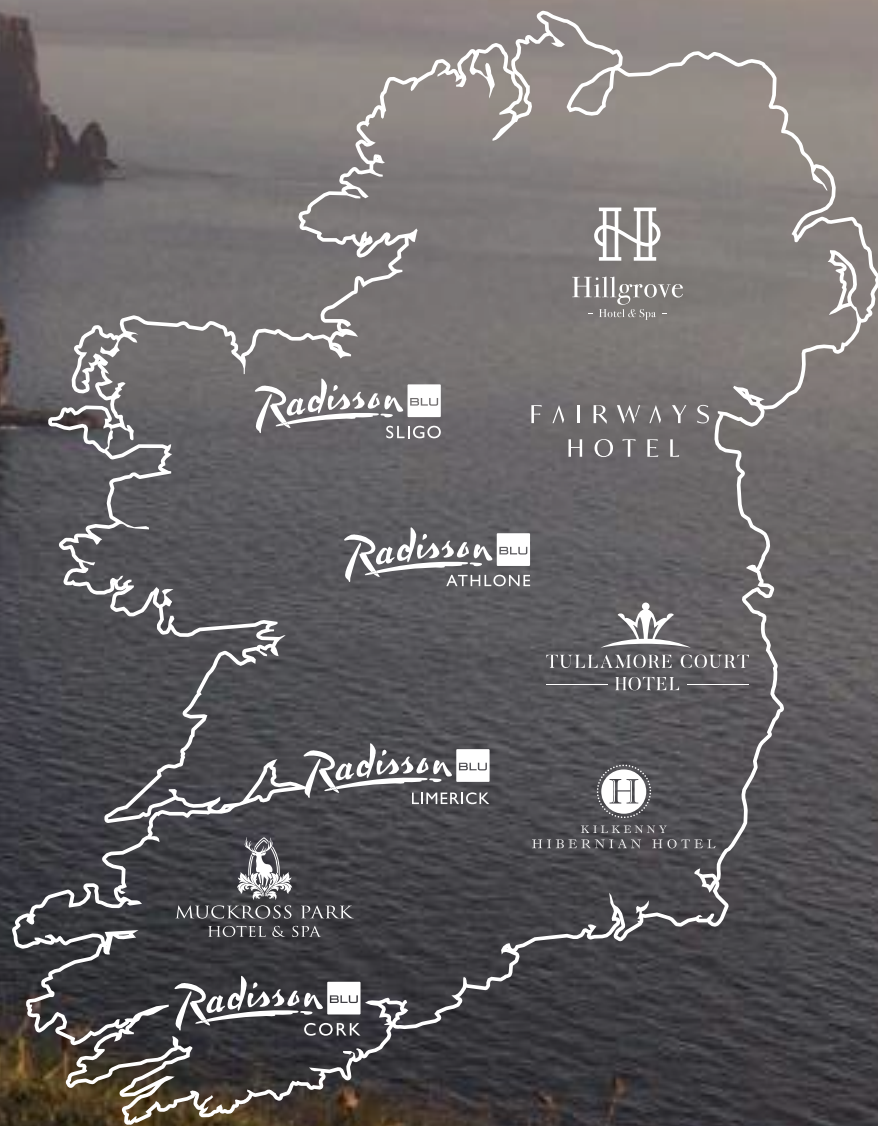 H
Hillgrove
- Hotel & Spa -
Radisson BLU
SLIGO
FAIRWAYS
HOTEL
Radisson BLU
ATHLONE
TULLAMORE COURT
HOTEL
Radisson BLU
LIMERICK
H
KILKENNY
HIBERNIAN HOTEL
MUCKROSS PARK
HOTEL & SPA
Radisson BLU
CORK